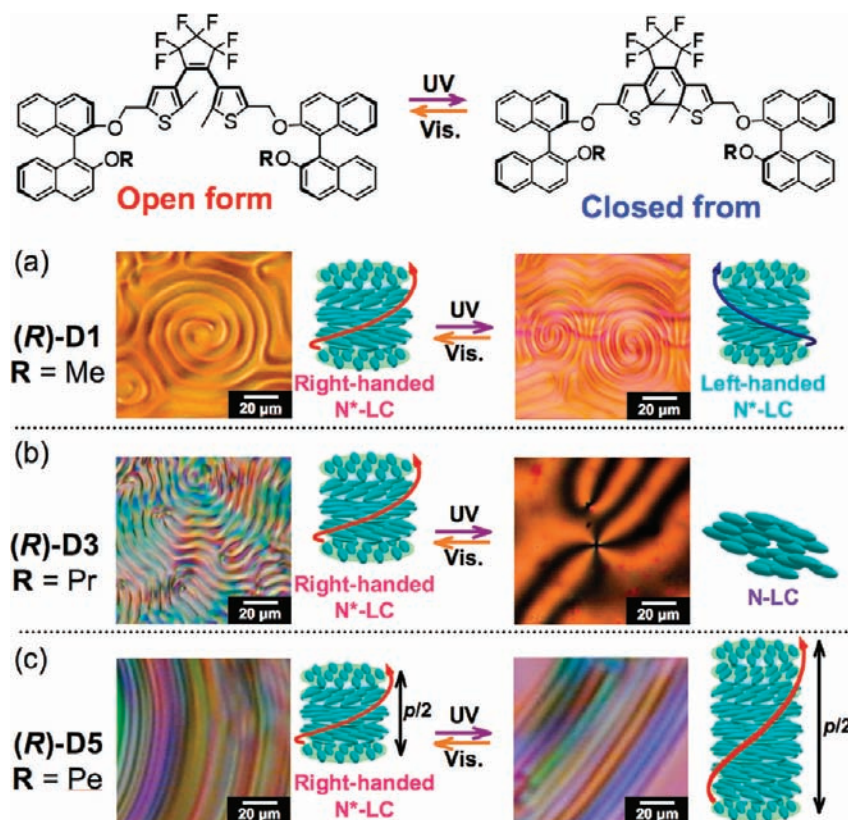 F F F F F F
F F F F F F
UV
Vis.
S S
S S
O O
O O
RO OR
RO OR
Open form
Closed from
(a)
(R)-D1
R = Me
20 µm
Right-handed
N*-LC
UV
Vis.
20 µm
Left-handed
N*-LC
(b)
(R)-D3
R = Pr
20 µm
Right-handed
N*-LC
UV
Vis.
20 µm
N-LC
(c)
(R)-D5
R = Pe
20 µm
p/2
Right-handed
N*-LC
UV
Vis.
20 µm
p/2